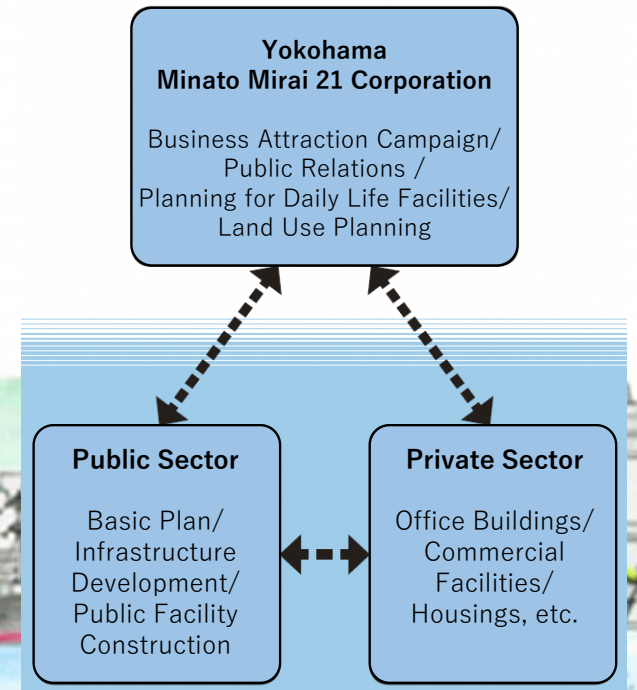 Yokohama
Minato Mirai 21 Corporation
Business Attraction Campaign/
Public Relations /
Planning for Daily Life Facilities/
Land Use Planning
Public Sector
Basic Plan/
Infrastructure
Development/
Public Facility
Construction
Private Sector
Office Buildings/
Commercial
Facilities/
Housings, etc.